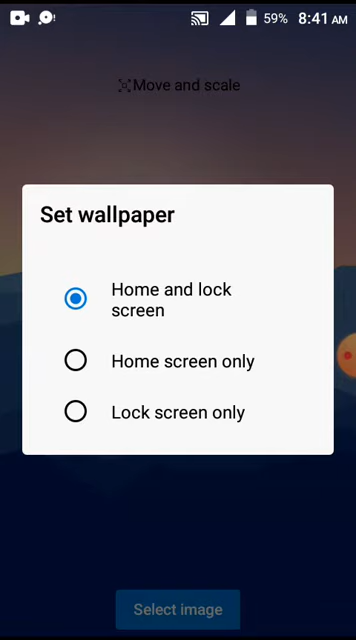 59% 8:41 AM
Move and scale
Set wallpaper
Home and lock
screen
Home screen only
Lock screen only
Select image